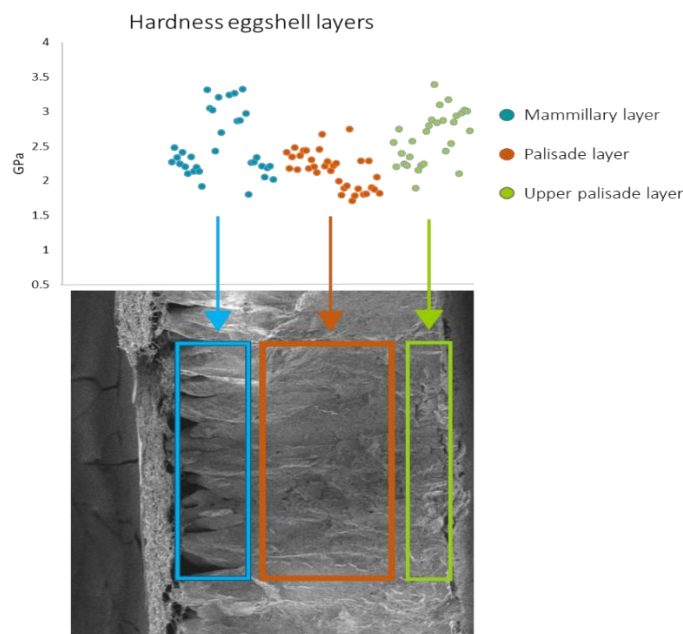 Hardness eggshell layers
4
3.5
3
2.5
2
1.5
1
0.5
GPa
Mammillary layer
Palisade layer
Upper palisade layer